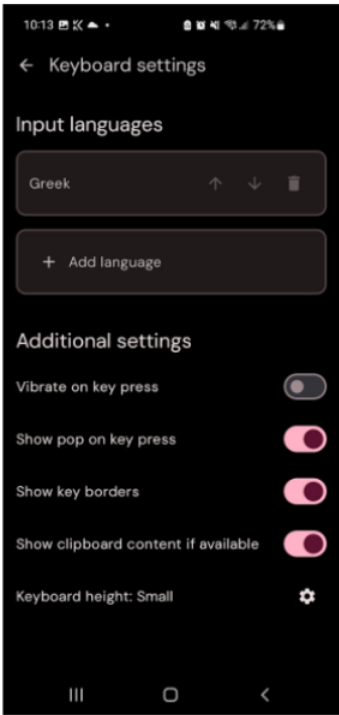 10:13 72%
Keyboard settings
Input languages
Greek
+ Add language
Additional settings
Vibrate on key press
Show pop on key press
Show key borders
Show clipboard content if available
Keyboard height: Small